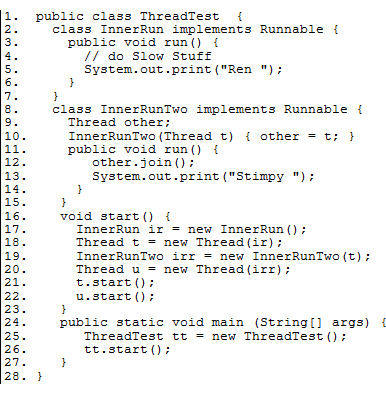 1. public class ThreadTest {
2. class InnerRun implements Runnable {
3. public void run() {
4. // do Slow Stuff
5. System.out.print("Ren ");
6. }
7. }
8. class InnerRunTwo implements Runnable {
9. Thread other;
10. InnerRunTwo(Thread t) { other = t; }
11. public void run() {
12. other.join();
13. System.out.print("Stimpy ");
14. }
15. }
16. void start() {
17. InnerRun ir = new InnerRun();
18. Thread t = new Thread(ir);
19. InnerRunTwo irr = new InnerRunTwo(t);
20. Thread u = new Thread(irr);
21. t.start();
22. u.start();
23. }
24. public static void main (String[] args) {
25. ThreadTest tt = new ThreadTest();
26. tt.start();
27. }
28. }